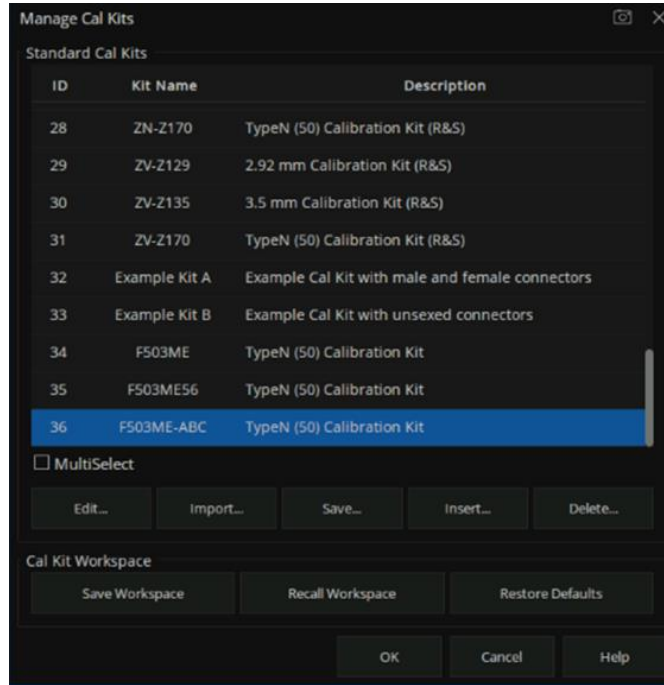 Manage Cal Kits
Standard Cal Kits
ID Kit Name Description
28 ZN-Z170 TypeN (50) Calibration Kit (R&S)
29 ZV-Z129 2.92 mm Calibration Kit (R&S)
30 ZV-Z135 3.5 mm Calibration Kit (R&S)
31 ZV-Z170 TypeN (50) Calibration Kit (R&S)
32 Example Kit A Example Cal Kit with male and female connectors
33 Example Kit B Example Cal Kit with unsexed connectors
34 F503ME TypeN (50) Calibration Kit
35 F503MES6 TypeN (50) Calibration Kit
36 F503ME-ABC TypeN (50) Calibration Kit
MultiSelect
Edit... Import... Save... Insert... Delete...
Cal Kit Workspace
Save Workspace Recall Workspace Restore Defaults
OK Cancel Help